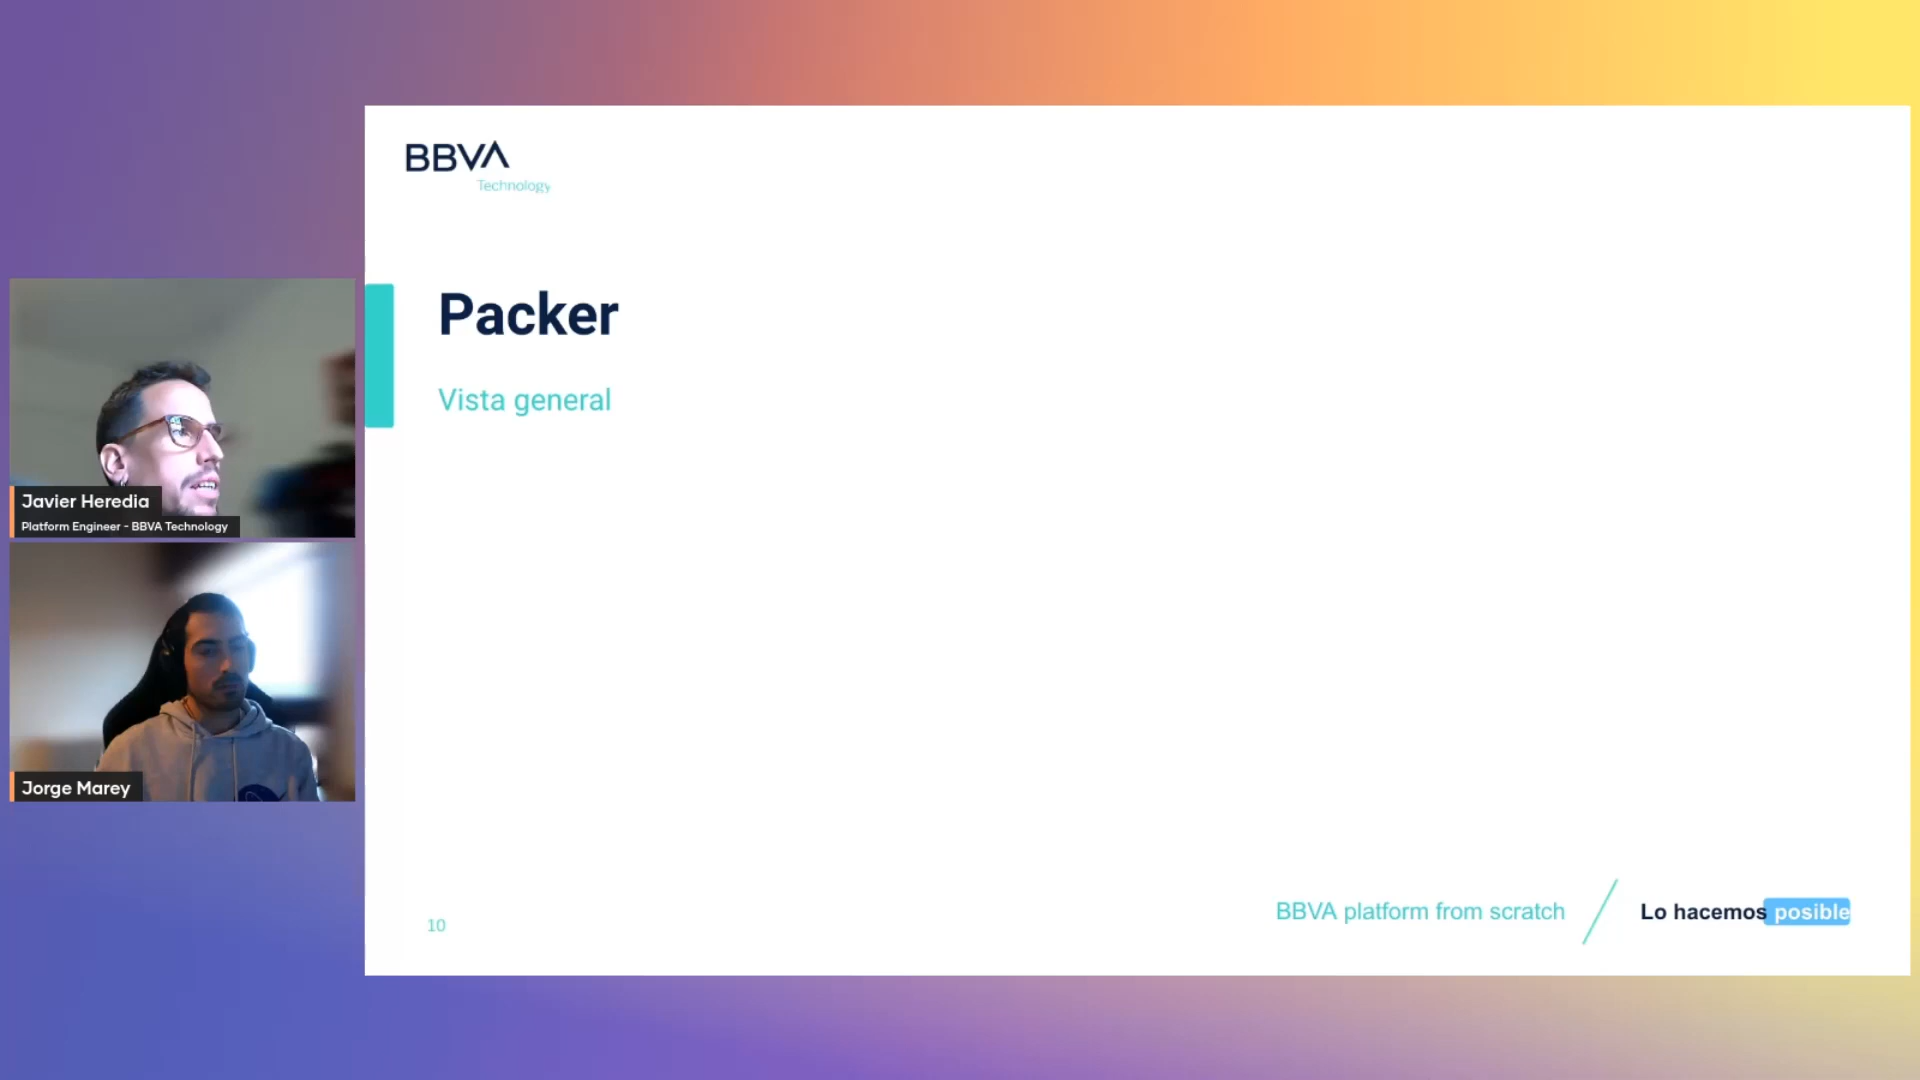 BBVA
Technology
Packer
Vista general
Javier Heredia
Platform Engineer - BBVA Technology
Jorge Marey
10
BBVA platform from scratch
Lo hacemos posible